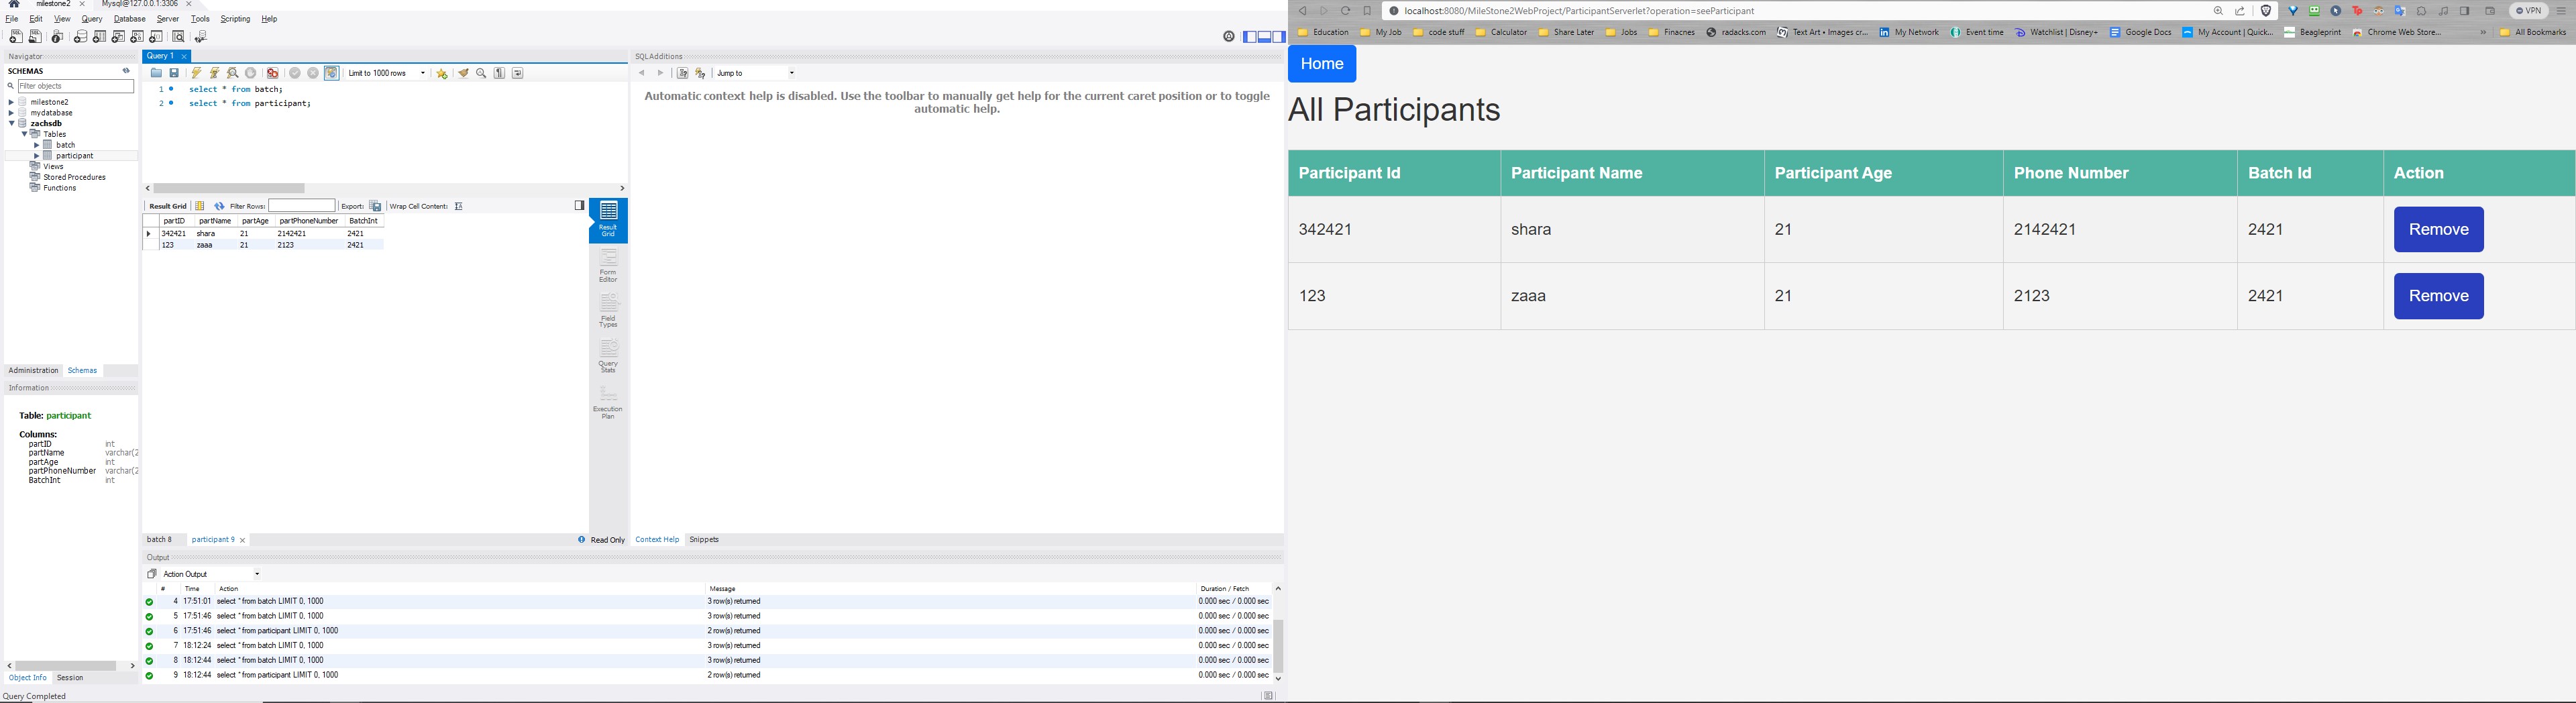 milestone2 Mysql@127.0.0.1:3306
File Edit View Query Database Server Tools Scripting Help
Navigator
SCHEMAS
Filter objects
milestone2
mydatabase
zachsdb
Tables
batch
participant
Views
Stored Procedures
Functions
Administration Schemas
Information
Table: participant
Columns:
partID int
partName varchar(2
partAge int
partPhoneNumber varchar(2
BatchInt int
Object Info Session
Query Completed
Query 1
Limit to 1000 rows
1 select * from batch;
2 select * from participant;
Result Grid Filter Rows: Export: Wrap Cell Content:
partID partName partAge partPhoneNumber BatchInt
342421 shara 21 2142421 2421
123 zaaa 21 2123 2421
Result Grid
Form Editor
Field Types
Query Stats
Execution Plan
batch 8 participant 9 Read Only
SQLAdditions
Jump to
Automatic context help is disabled. Use the toolbar to manually get help for the current caret position or to toggle
automatic help.
Context Help Snippets
Output
Action Output
# Time Action Message Duration / Fetch
4 17:51:01 select * from batch LIMIT 0, 1000 3 row(s) returned 0.000 sec / 0.000 sec
5 17:51:46 select * from batch LIMIT 0, 1000 3 row(s) returned 0.000 sec / 0.000 sec
6 17:51:46 select * from participant LIMIT 0, 1000 2 row(s) returned 0.000 sec / 0.000 sec
7 18:12:24 select * from batch LIMIT 0, 1000 3 row(s) returned 0.000 sec / 0.000 sec
8 18:12:44 select * from batch LIMIT 0, 1000 3 row(s) returned 0.000 sec / 0.000 sec
9 18:12:44 select * from participant LIMIT 0, 1000 2 row(s) returned 0.000 sec / 0.000 sec
localhost:8080/MileStone2WebProject/ParticipantServerlet?operation=seeParticipant VPN
Education My Job code stuff Calculator Share Later Jobs Finacnes radacks.com Text Art • Images cr... My Network Event time Watchlist | Disney+ Google Docs My Account | Quick... Beagleprint Chrome Web Store... » All Bookmarks
Home
All Participants
Participant Id Participant Name Participant Age Phone Number Batch Id Action
342421 shara 21 2142421 2421 Remove
123 zaaa 21 2123 2421 Remove